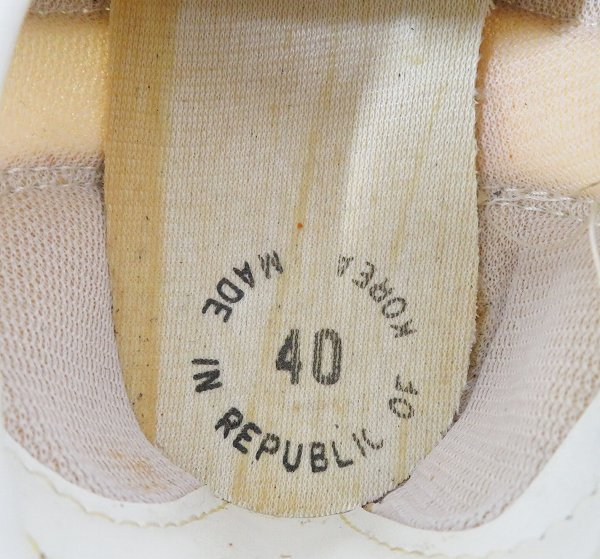 MADE IN REPUBLIC OF KOREA
40